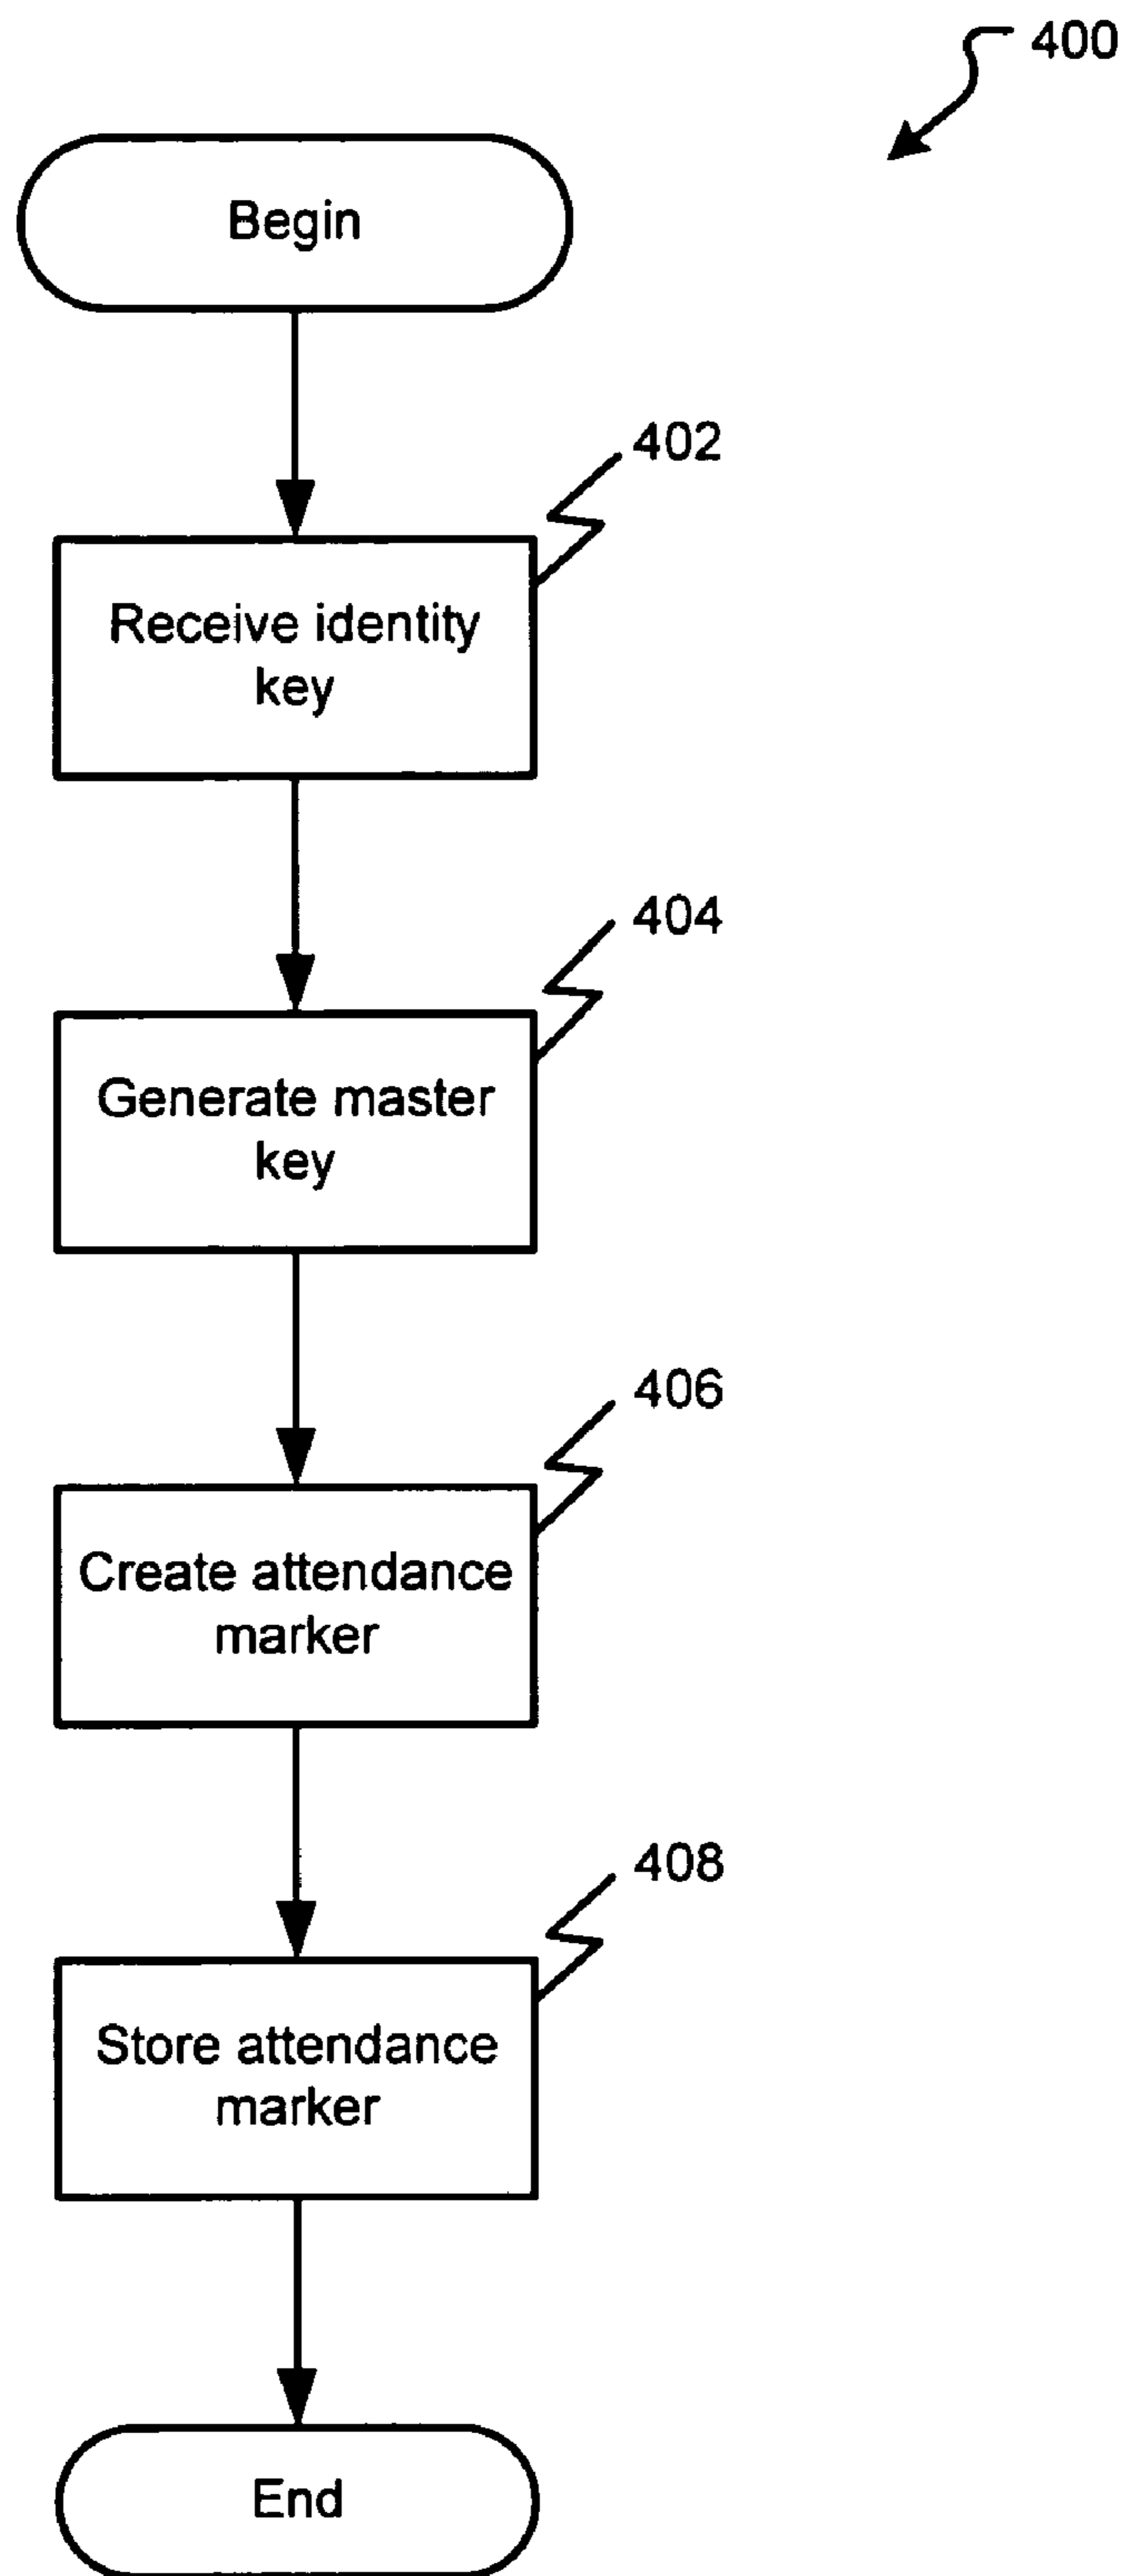 400
Begin
402
Receive identity
key
404
Generate master
key
406
Create attendance
marker
408
Store attendance
marker
End